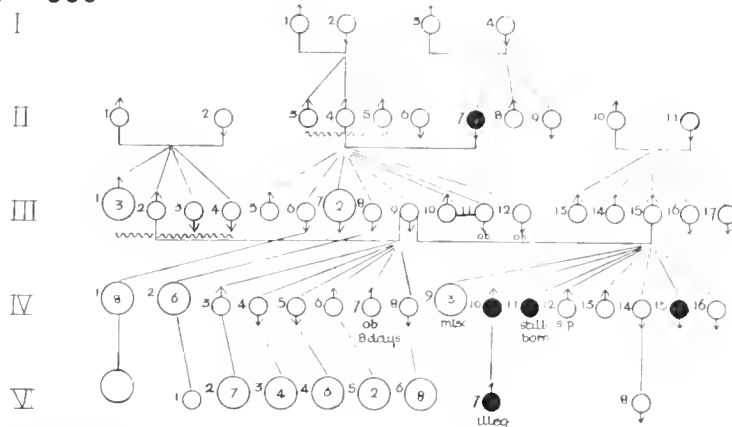 I 1 2 3 4
II 1 2 3 4 5 6 7 8 9 10 11
III 1 3 2 3 4 5 6 7 2 8 9 10 11 12 13 14 15 16 17
ob ob
IV 1 8 2 6 3 4 5 6 7 8 9 3 10 11 12 13 14 15 16
ob misc still s.p
8days born
V 1 2 7 3 4 4 6 5 2 6 8 7 8
illeg